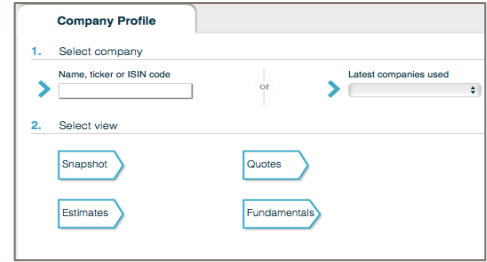 Company Profile
1. Select company
Name, ticker or ISIN code
or
Latest companies used
2. Select view
Snapshot
Quotes
Estimates
Fundamentals